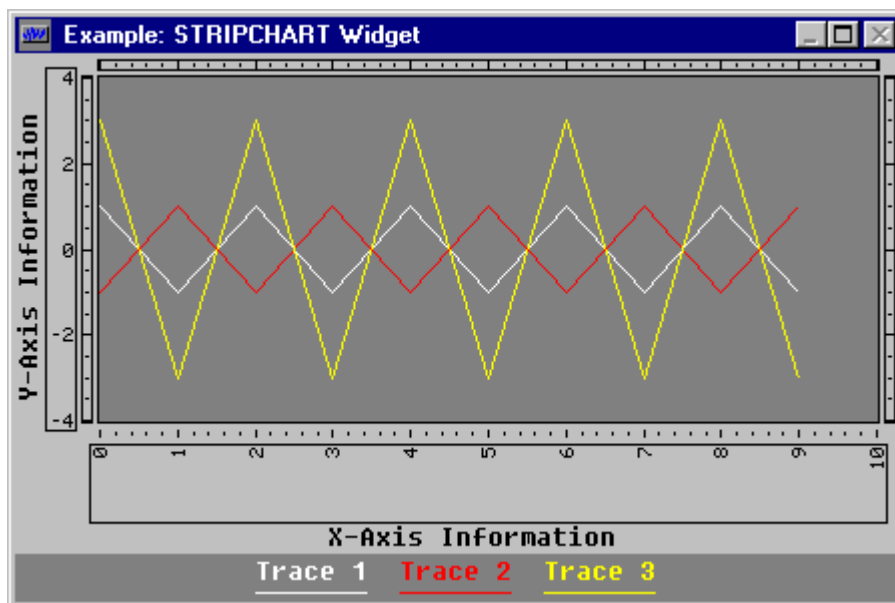 Example: STRIPCHART Widget
Y-Axis Information
4
2
0
-2
-4
0 1 2 3 4 5 6 7 8 9 10
X-Axis Information
Trace 1 Trace 2 Trace 3